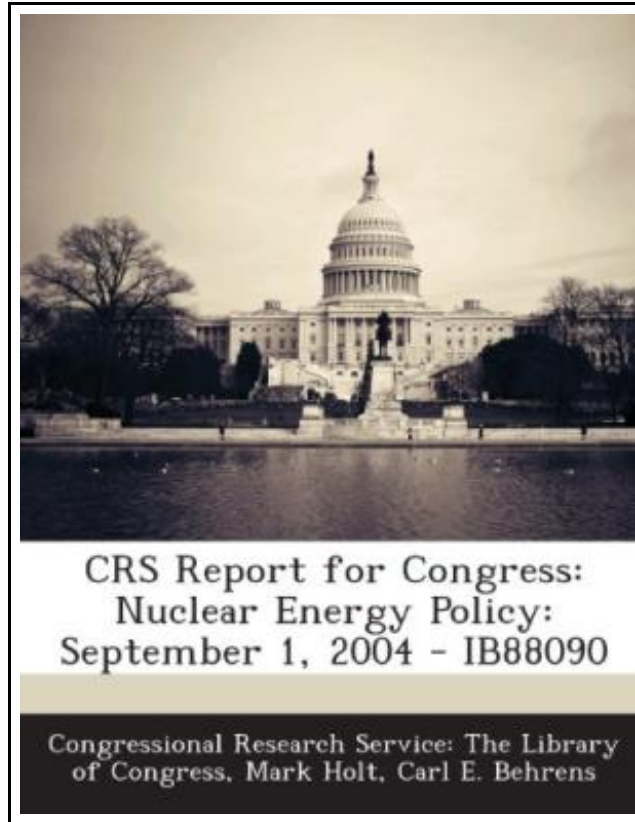 CRS Report for Congress:
Nuclear Energy Policy:
September 1, 2004 - IB88090
Congressional Research Service: The Library
of Congress, Mark Holt, Carl E. Behrens